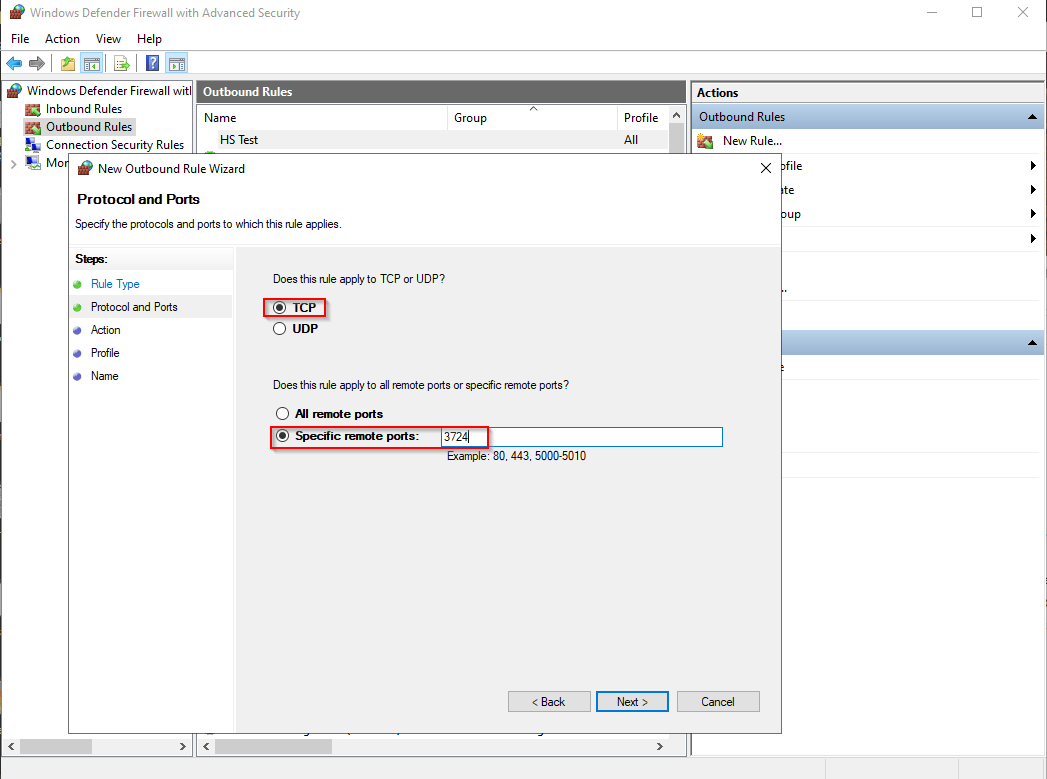 Windows Defender Firewall with Advanced Security
File Action View Help
Windows Defender Firewall with
Inbound Rules
Outbound Rules
Connection Security Rules
Outbound Rules
Name Group Profile
HS Test All
Actions
Outbound Rules
New Rule...
New Outbound Rule Wizard
Protocol and Ports
Specify the protocols and ports to which this rule applies.
Steps:
Rule Type
Protocol and Ports
Action
Profile
Name
Does this rule apply to TCP or UDP?
TCP
UDP
Does this rule apply to all remote ports or specific remote ports?
All remote ports
Specific remote ports: 3724
Example: 80, 443, 5000-5010
< Back Next > Cancel